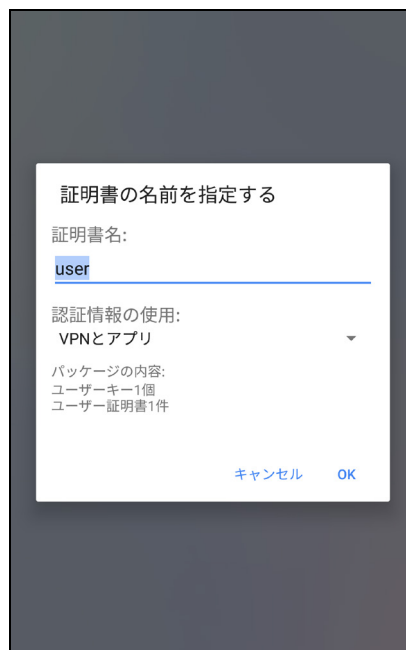 証明書の名前を指定する
証明書名:
user
認証情報の使用:
VPNとアプリ
パッケージの内容:
ユーザーキー1個
ユーザー証明書1件
キャンセル OK